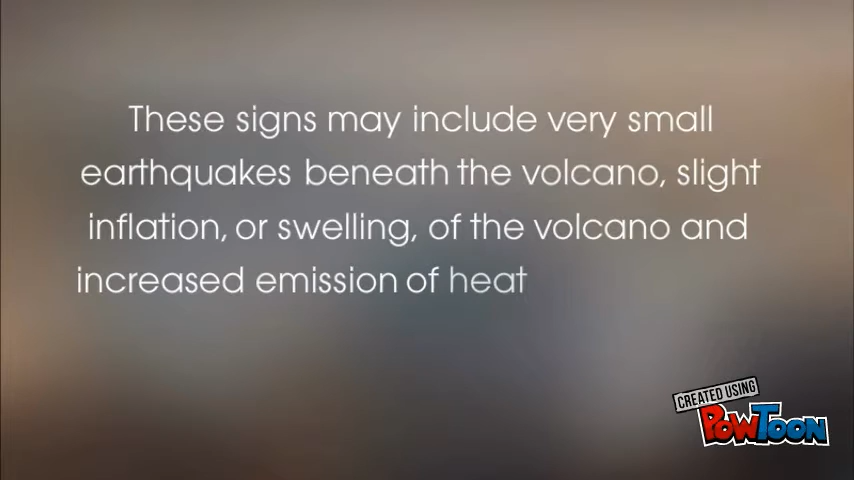 These signs may include very small
earthquakes beneath the volcano, slight
inflation, or swelling, of the volcano and
increased emission of heat
CREATED USING
POWTOON